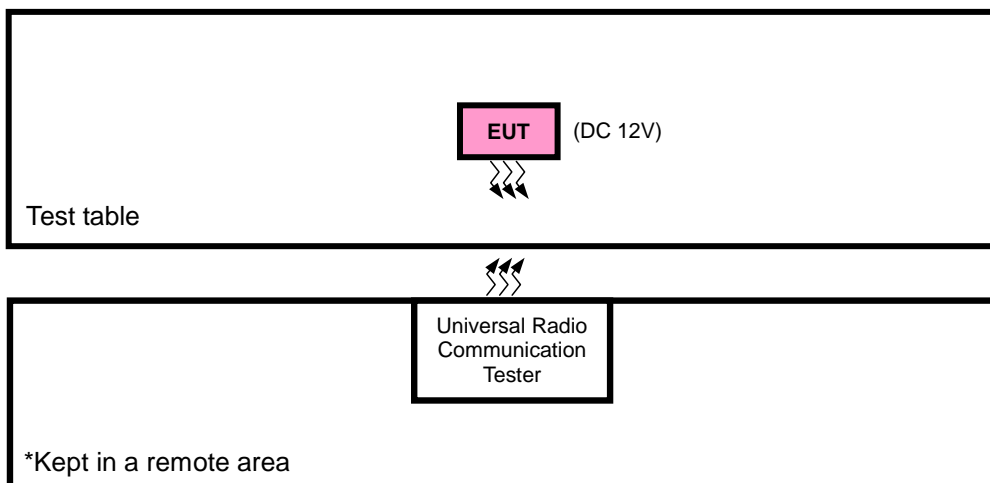 EUT (DC 12V)
Test table
Universal Radio
Communication
Tester
*Kept in a remote area